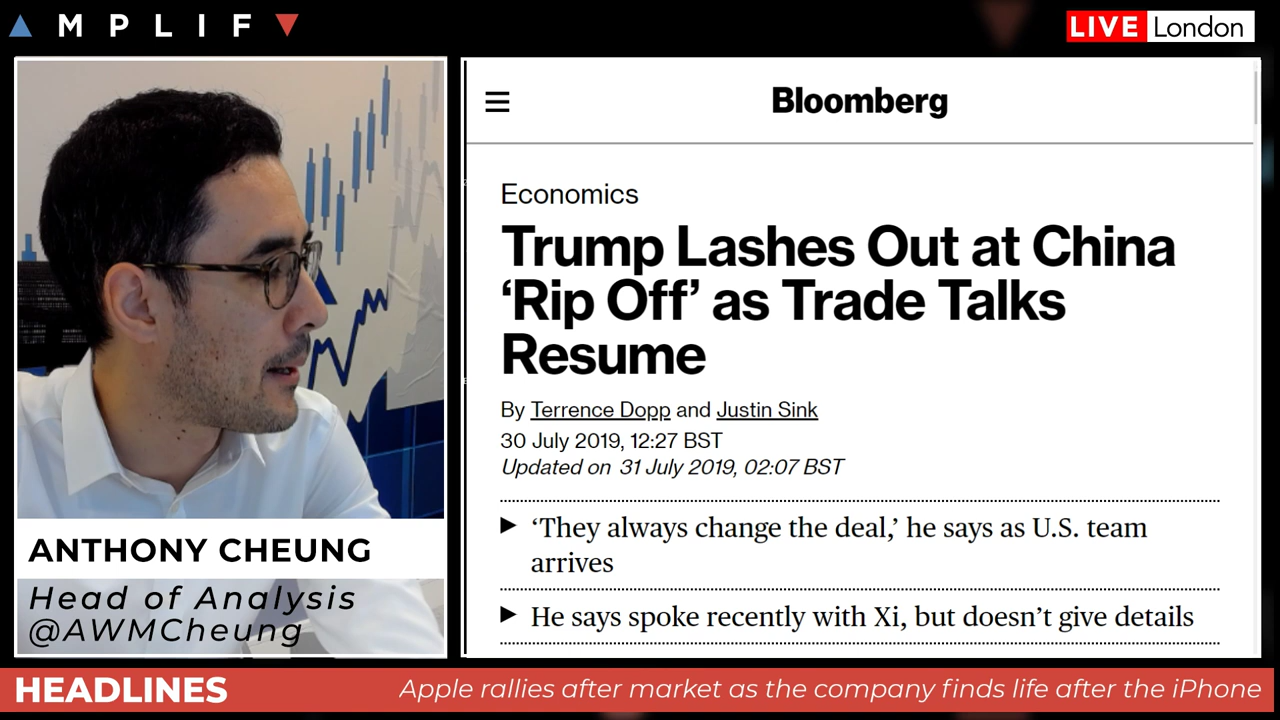 AMPLIFY
LIVE London
Bloomberg
Economics
Trump Lashes Out at China
‘Rip Off’ as Trade Talks
Resume
By Terrence Dopp and Justin Sink
30 July 2019, 12:27 BST
Updated on 31 July 2019, 02:07 BST
‘They always change the deal,’ he says as U.S. team
arrives
He says spoke recently with Xi, but doesn’t give details
ANTHONY CHEUNG
Head of Analysis
@AWMCheung
HEADLINES Apple rallies after market as the company finds life after the iPhone